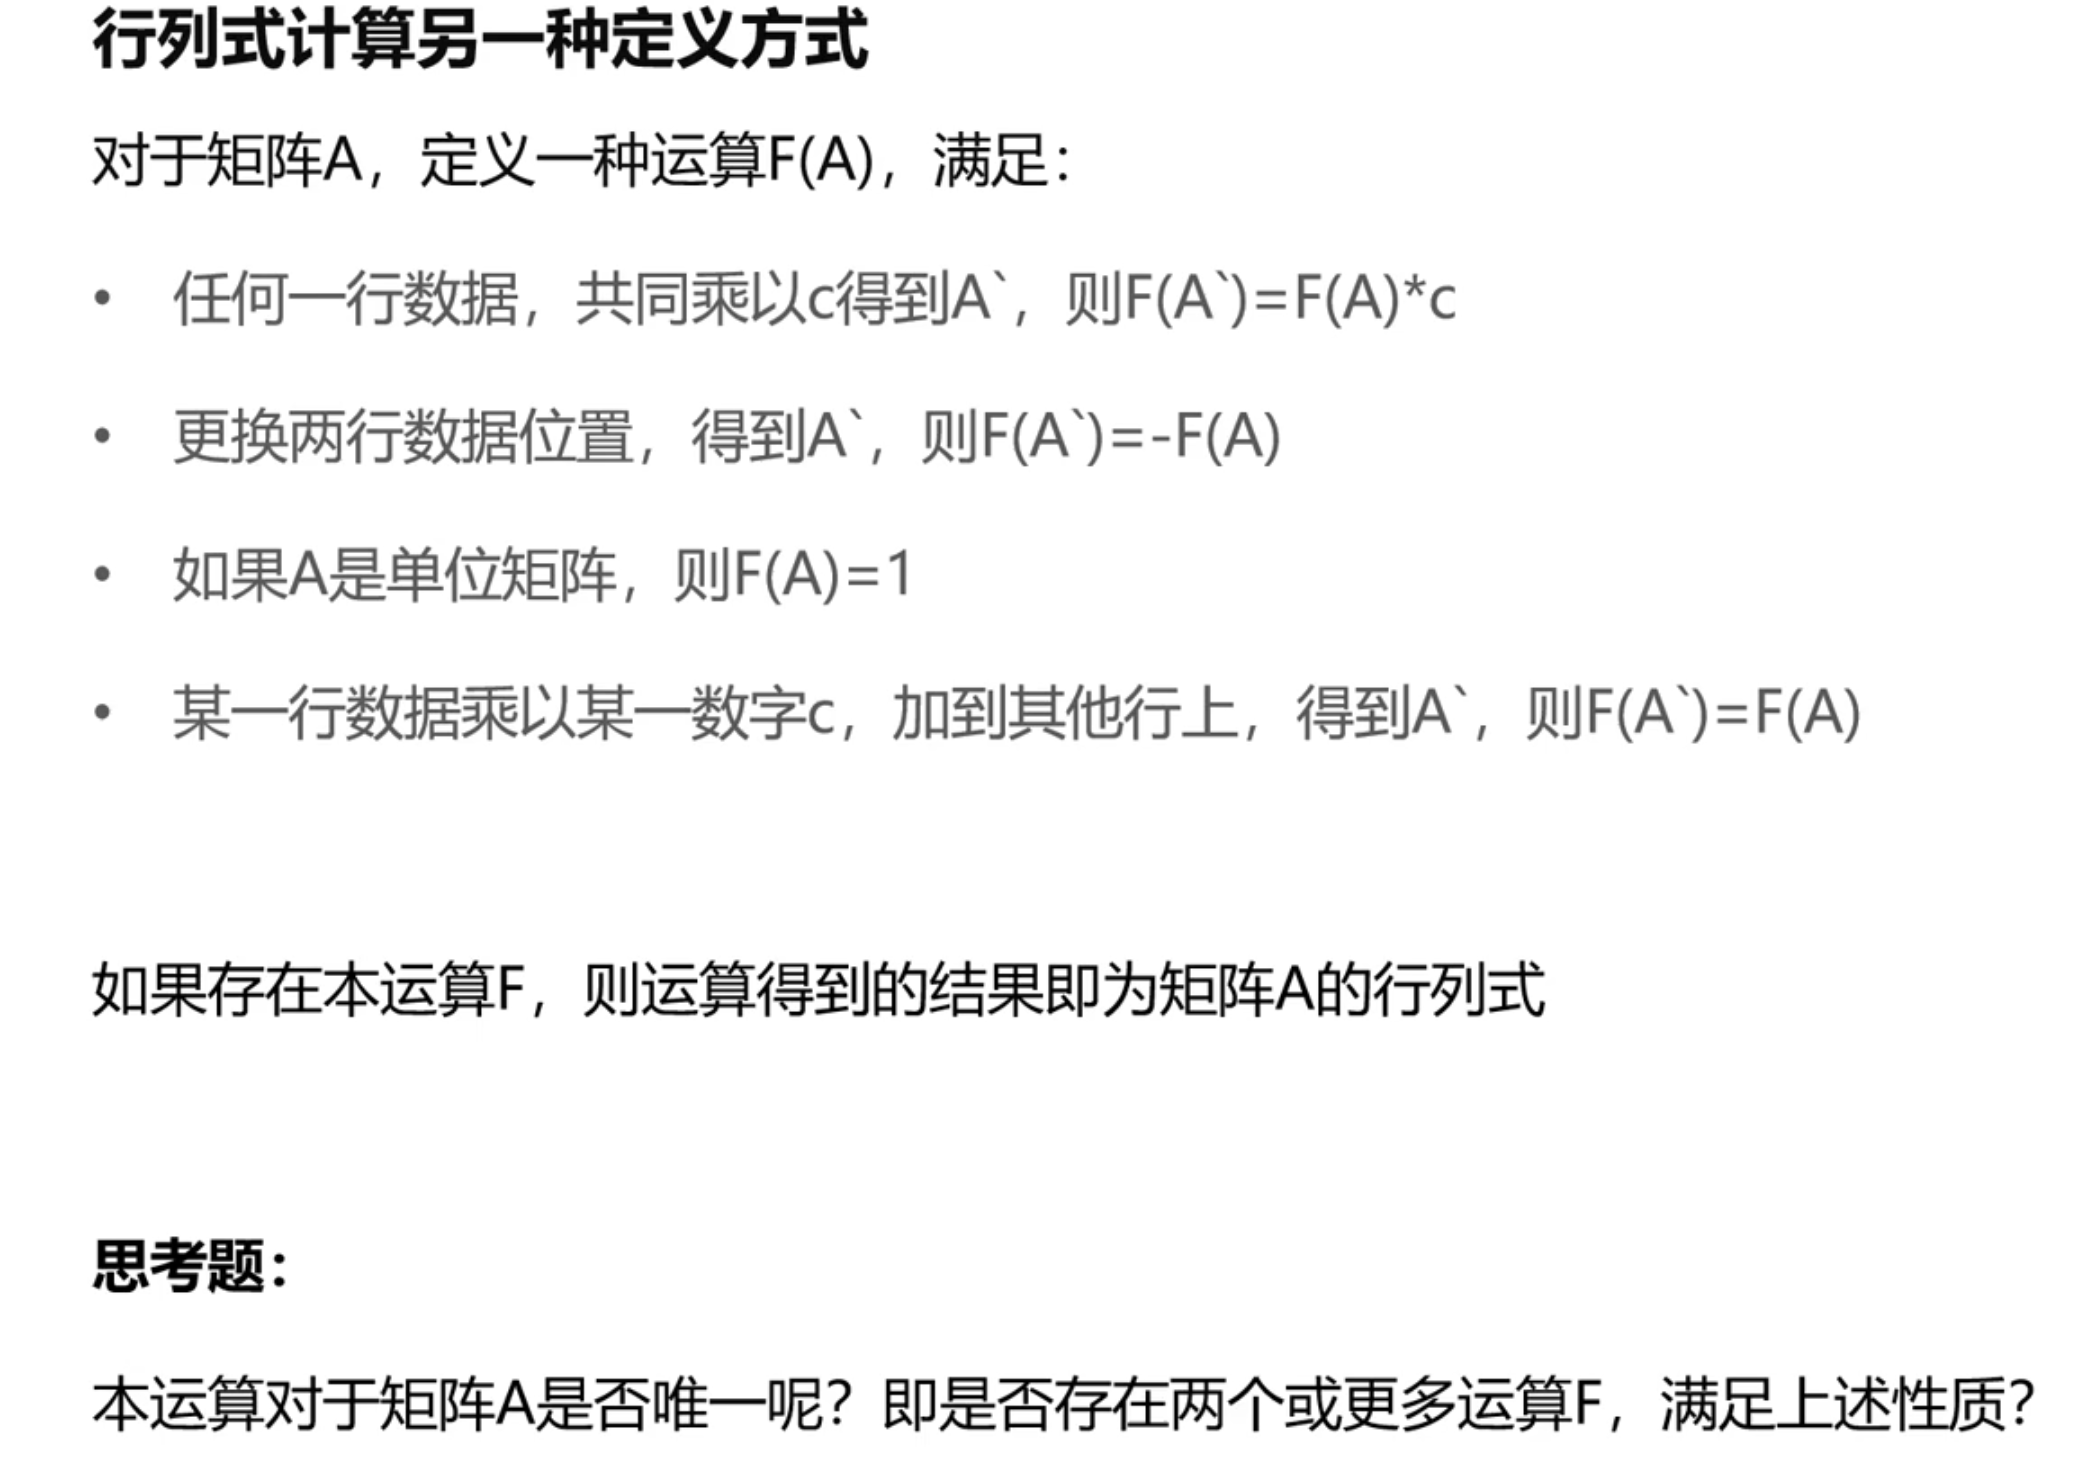 行列式计算另一种定义方式
对于矩阵A，定义一种运算F(A)，满足：
• 任何一行数据，共同乘以c得到A`，则F(A`)=F(A)*c
• 更换两行数据位置，得到A`，则F(A`)=-F(A)
• 如果A是单位矩阵，则F(A)=1
• 某一行数据乘以某一数字c，加到其他行上，得到A`，则F(A`)=F(A)
如果存在本运算F，则运算得到的结果即为矩阵A的行列式
思考题：
本运算对于矩阵A是否唯一呢？即是否存在两个或更多运算F，满足上述性质？